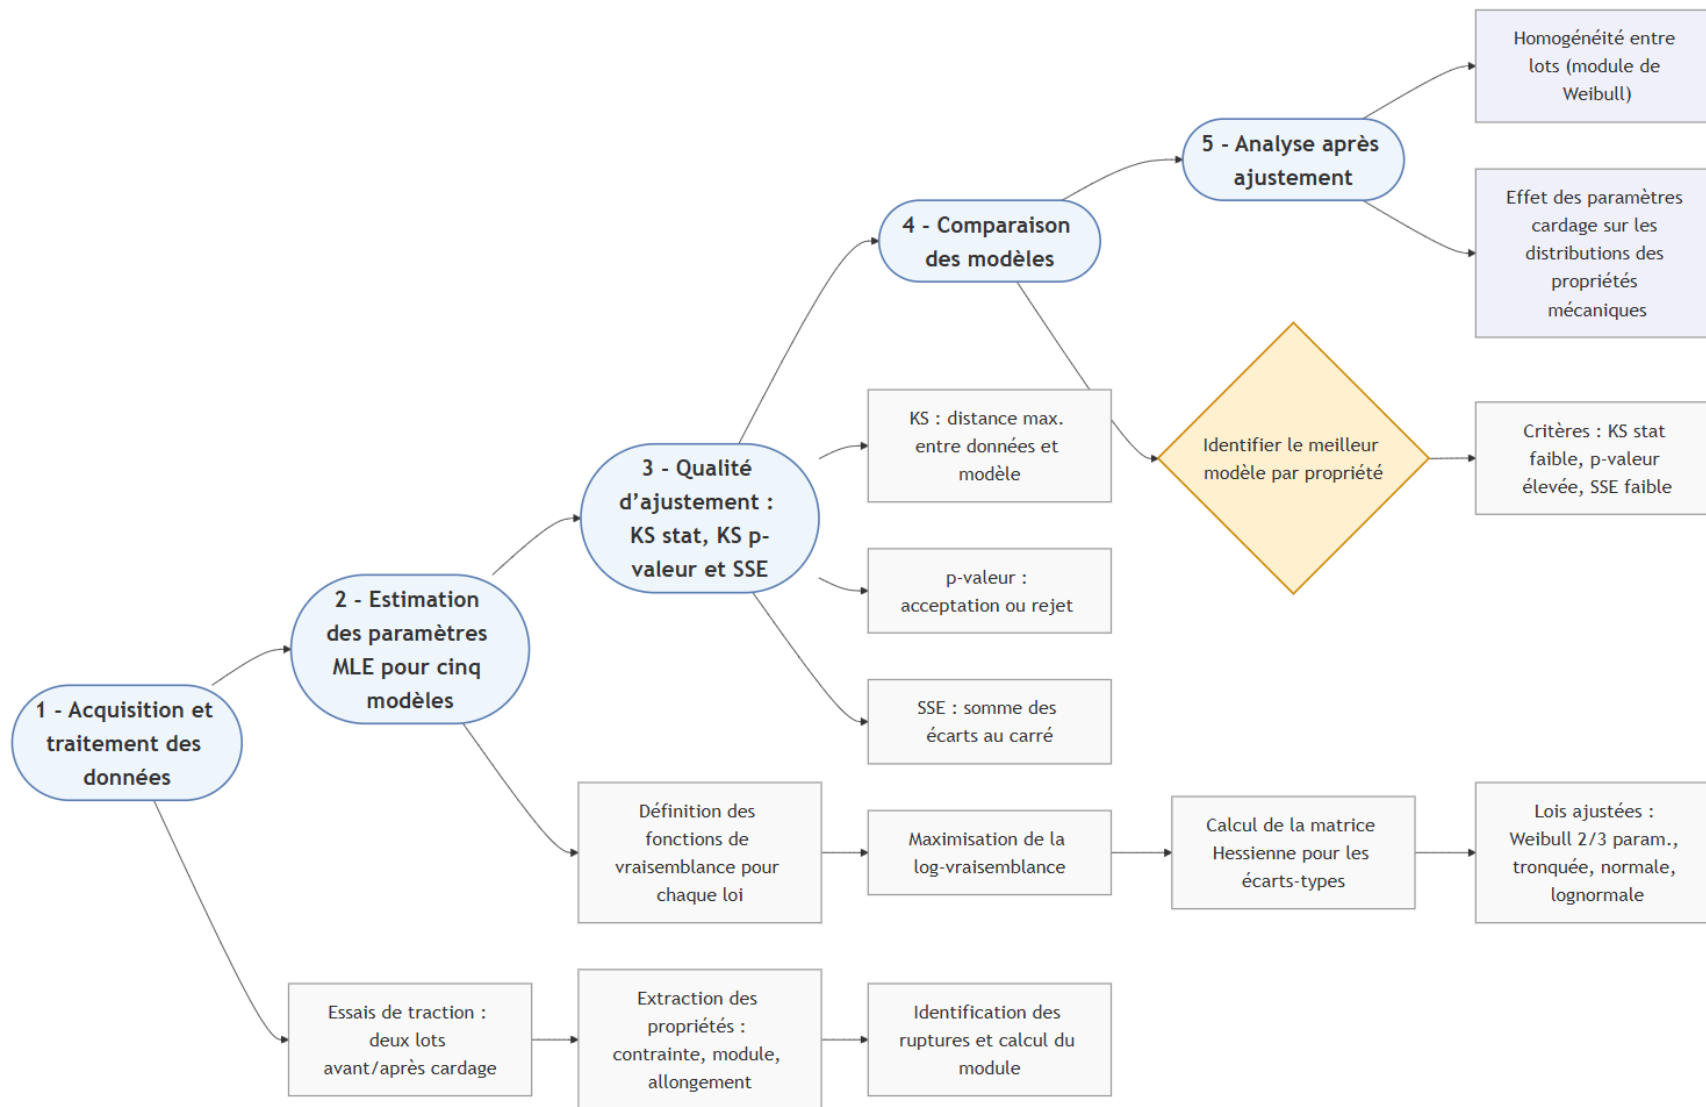 1 - Acquisition et
traitement des
données
Essais de traction :
deux lots
avant/après cardage
Extraction des
propriétés :
contrainte, module,
allongement
Identification des
ruptures et calcul du
module
2 - Estimation
des paramètres
MLE pour cinq
modèles
Définition des
fonctions de
vraisemblance pour
chaque loi
Maximisation de la
log-vraisemblance
Calcul de la matrice
Hessienne pour les
écarts-types
Lois ajustées :
Weibull 2/3 param.,
tronquée, normale,
lognormale
3 - Qualité
d’ajustement :
KS stat, KS p-
valeur et SSE
KS : distance max.
entre données et
modèle
p-valeur :
acceptation ou rejet
SSE : somme des
écarts au carré
4 - Comparaison
des modèles
Identifier le meilleur
modèle par propriété
Critères : KS stat
faible, p-valeur
élevée, SSE faible
5 - Analyse après
ajustement
Homogénéité entre
lots (module de
Weibull)
Effet des paramètres
cardage sur les
distributions des
propriétés
mécaniques